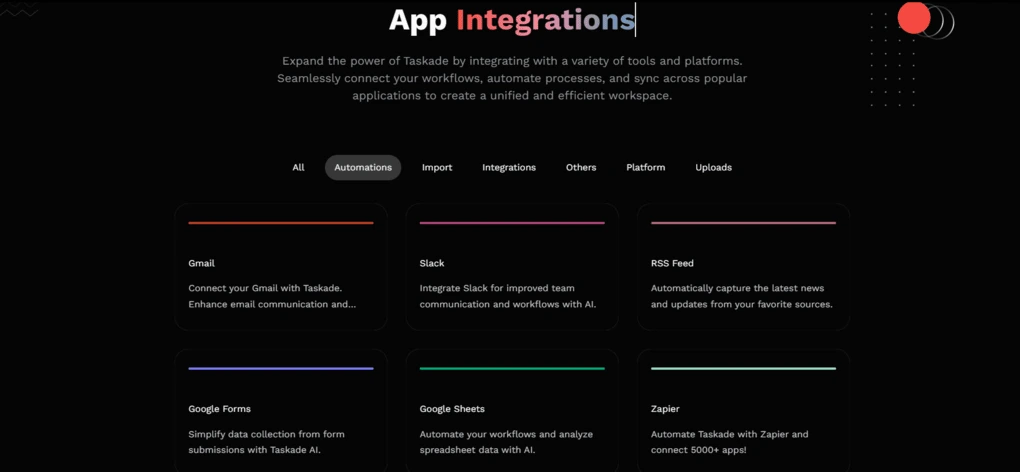 App Integrations
Expand the power of Taskade by integrating with a variety of tools and platforms.
Seamlessly connect your workflows, automate processes, and sync across popular
applications to create a unified and efficient workspace.
All Automations Import Integrations Others Platform Uploads
Gmail
Connect your Gmail with Taskade.
Enhance email communication and...
Slack
Integrate Slack for improved team
communication and workflows with AI.
RSS Feed
Automatically capture the latest news
and updates from your favorite sources.
Google Forms
Simplify data collection from form
submissions with Taskade AI.
Google Sheets
Automate your workflows and analyze
spreadsheet data with AI.
Zapier
Automate Taskade with Zapier and
connect 5000+ apps!